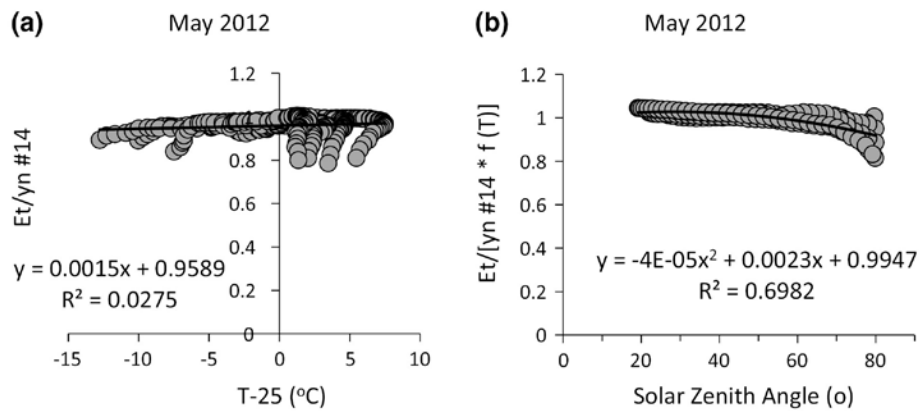 (a)
May 2012
Et/yn #14
1.2
1
0.8
0.6
0.4
0.2
0
y = 0.0015x + 0.9589
R² = 0.0275
-15 -10 -5 0 5 10
T-25 (°C)
(b)
May 2012
Et/[yn #14 * f (T)]
1.2
1
0.8
0.6
0.4
0.2
0
y = -4E-05x² + 0.0023x + 0.9947
R² = 0.6982
0 20 40 60 80
Solar Zenith Angle (o)